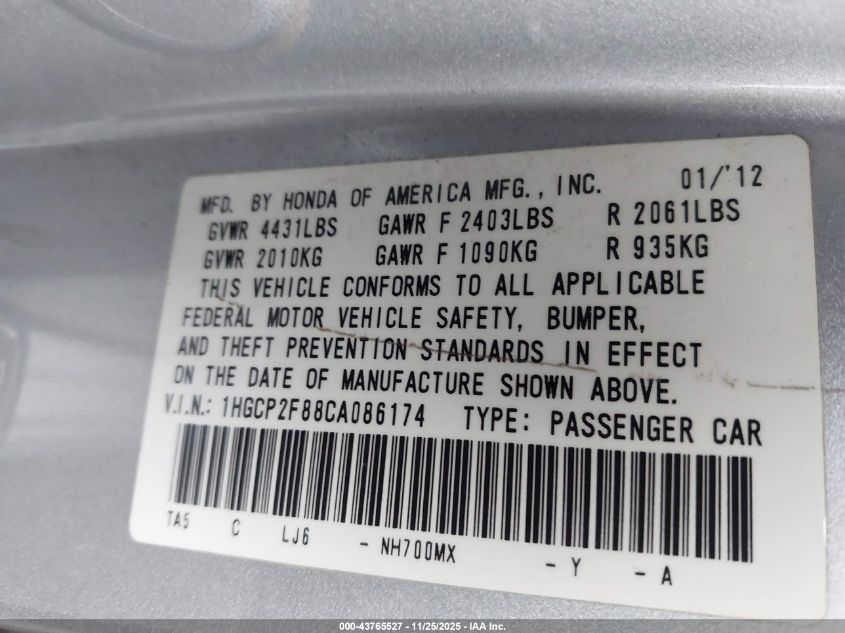 MFD. BY HONDA OF AMERICA MFG., INC. 01/'12
GVWR 4431LBS GAWR F 2403LBS R 2061LBS
GVWR 2010KG GAWR F 1090KG R 935KG
THIS VEHICLE CONFORMS TO ALL APPLICABLE
FEDERAL MOTOR VEHICLE SAFETY, BUMPER,
AND THEFT PREVENTION STANDARDS IN EFFECT
ON THE DATE OF MANUFACTURE SHOWN ABOVE.
V.I.N.: 1HGCP2F88CA086174 TYPE: PASSENGER CAR
TA5 C LJ6 - NH700MX - Y - A
000-43765527 - 11/25/2025 - IAA Inc.